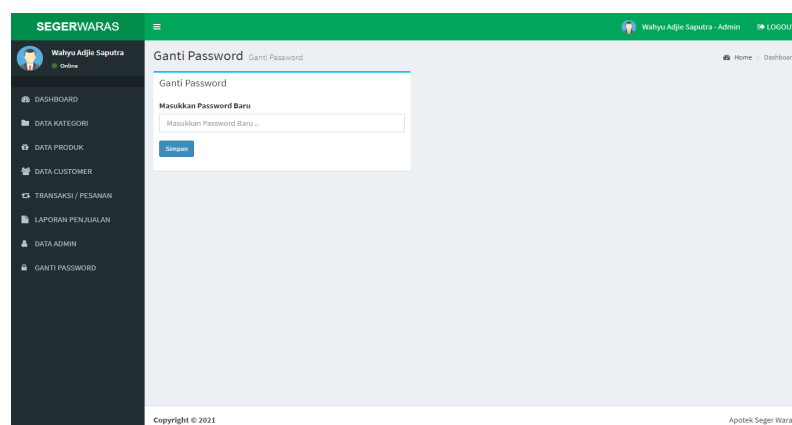 SEGERWARAS
Wahyu Adjie Saputra - Admin LOGOU
Wahyu Adjie Saputra
Online
Ganti Password Ganti Password
Home > Dashboar
Ganti Password
Masukkan Password Baru
Masukkan Password Baru ..
Simpan
DASHBOARD
DATA KATEGORI
DATA PRODUK
DATA CUSTOMER
TRANSAKSI / PESANAN
LAPORAN PENJUALAN
DATA ADMIN
GANTI PASSWORD
Copyright © 2021
Apotek Seger Wara